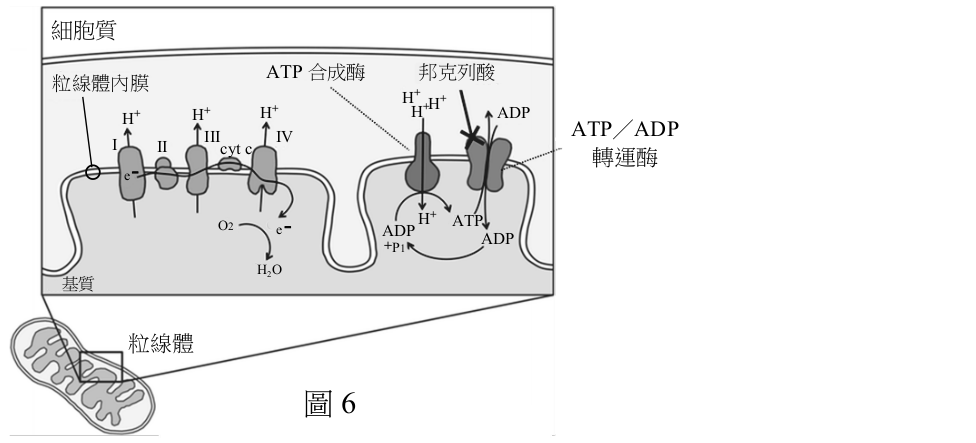 細胞質
ATP 合成酶
邦克列酸
粒線體內膜
H⁺
H⁺
H⁺
H⁺
H⁺
H⁺
ADP
ATP／ADP
轉運酶
I
II
III
cyt c
IV
e⁻
O2
e⁻
H₂O
H⁺
ATP
ADP
+P1
ADP
基質
粒線體
圖 6